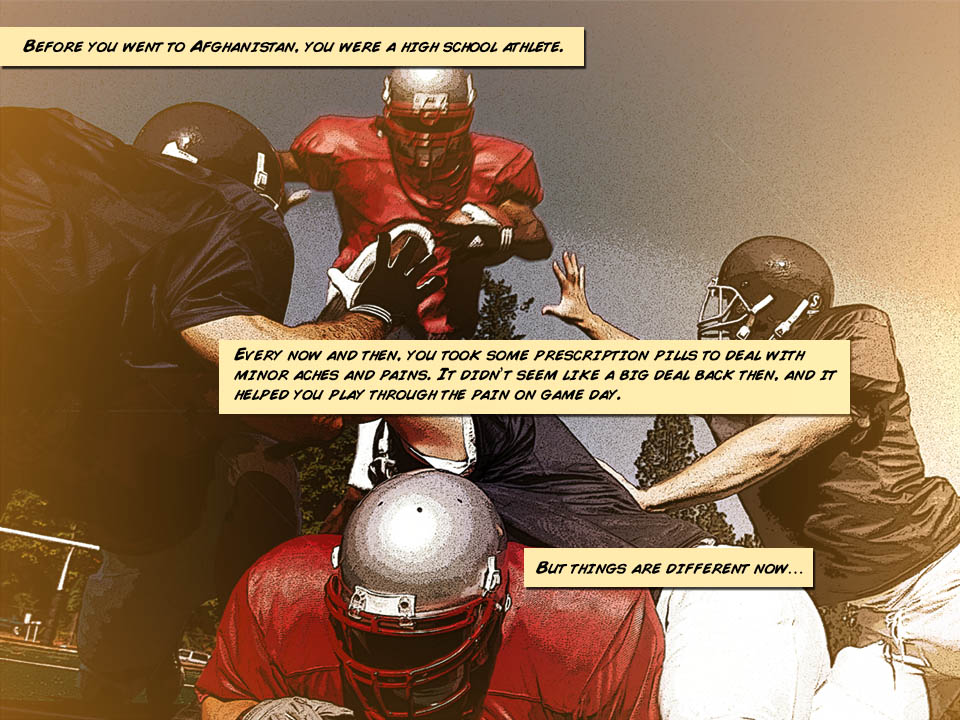 Before you went to Afghanistan, you were a high school athlete.
Every now and then, you took some prescription pills to deal with
minor aches and pains. It didn't seem like a big deal back then, and it
helped you play through the pain on game day.
But things are different now...